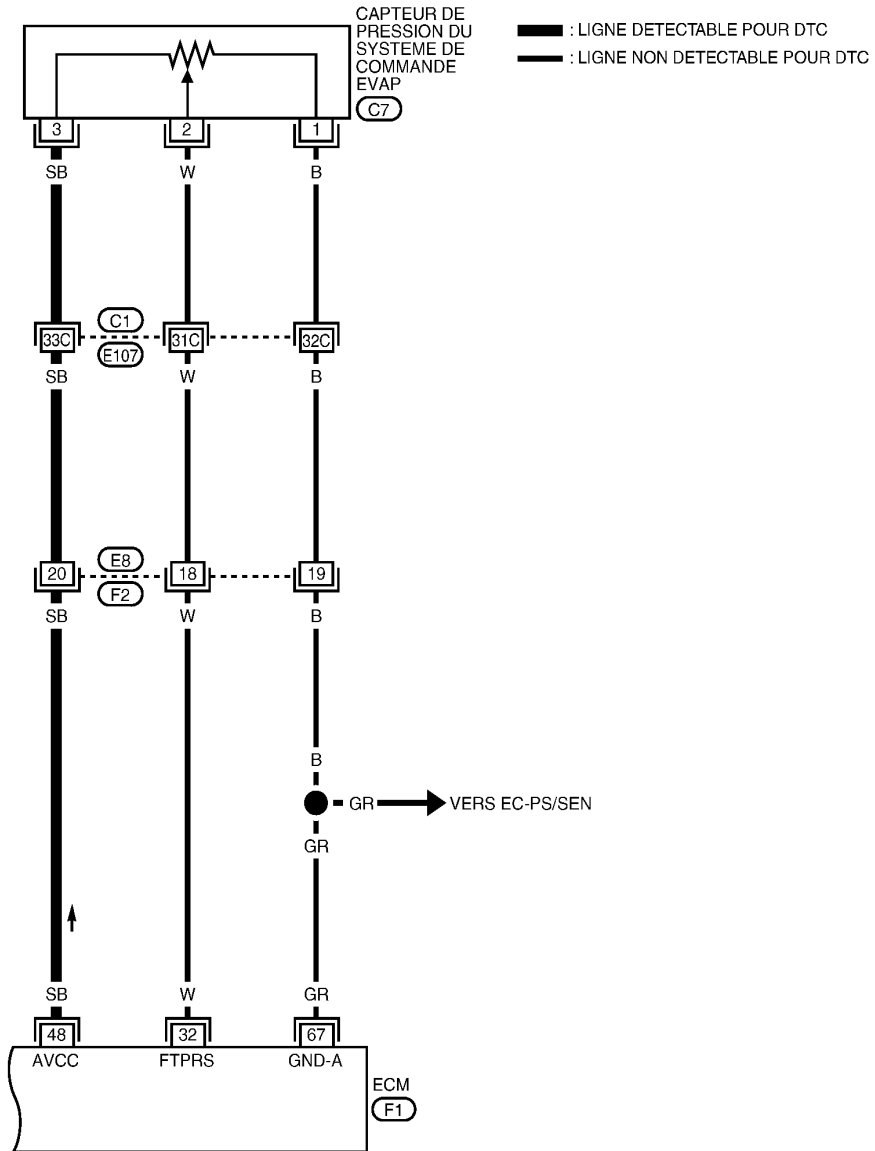 CAPTEUR DE
PRESSION DU
SYSTEME DE
COMMANDE
EVAP
C7
: LIGNE DETECTABLE POUR DTC
: LIGNE NON DETECTABLE POUR DTC
3 2 1
SB W B
C1
33C 31C 32C
E107
SB W B
E8
20 18 19
F2
SB W B
B
GR VERS EC-PS/SEN
GR
SB W GR
48 32 67
AVCC FTPRS GND-A
ECM
F1